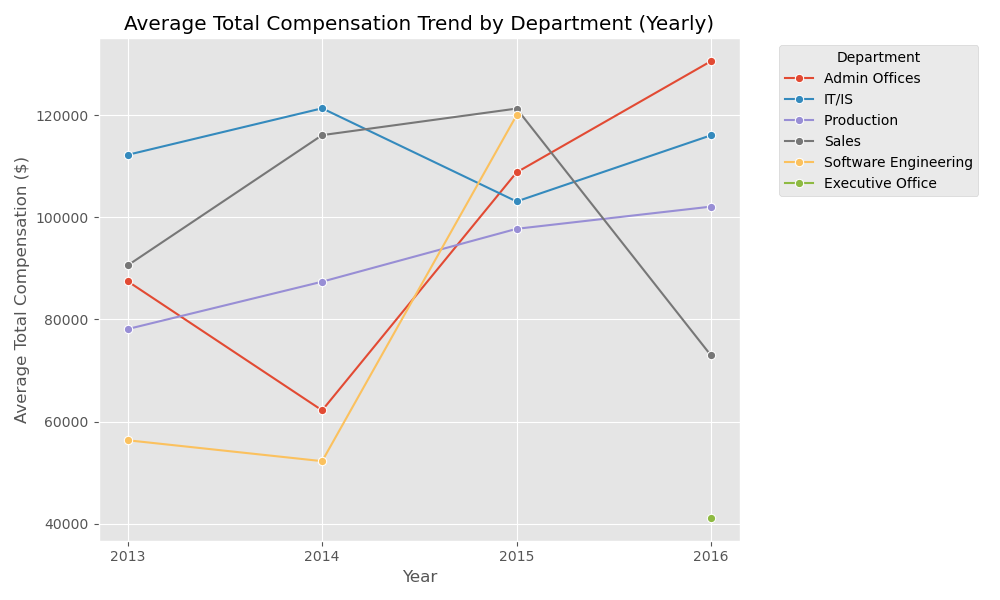 Average Total Compensation Trend by Department (Yearly)
Department
Admin Offices
IT/IS
Production
Sales
Software Engineering
Executive Office
Average Total Compensation ($)
120000
100000
80000
60000
40000
2013 2014 2015 2016
Year